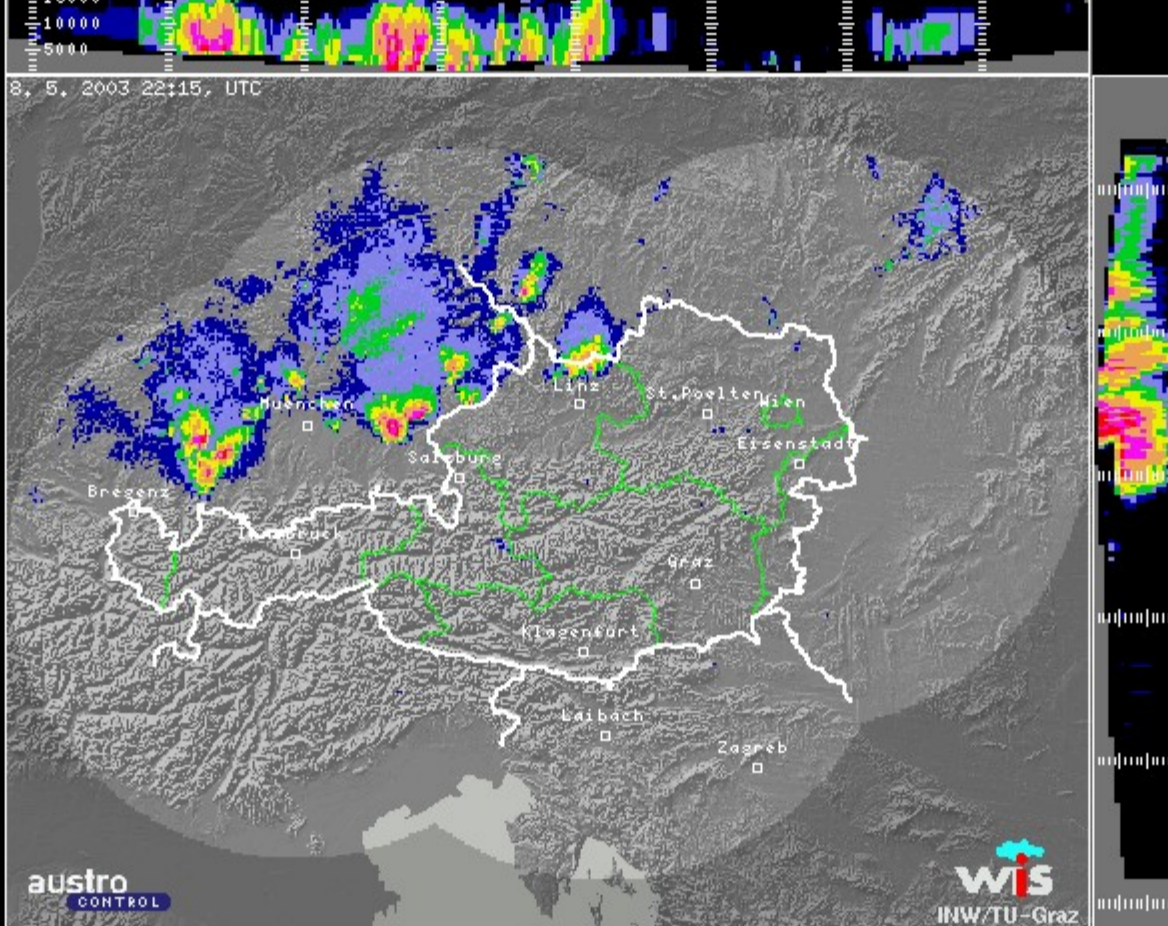 10000
5000
8. 5. 2003 22:15, UTC
Linz
St.Poelten
Wien
Muenchen
Eisenstadt
Salzburg
Bregenz
Innsbruck
Graz
Klagenfurt
Laibach
Zagreb
austro
CONTROL
wis
INW/TU-Graz